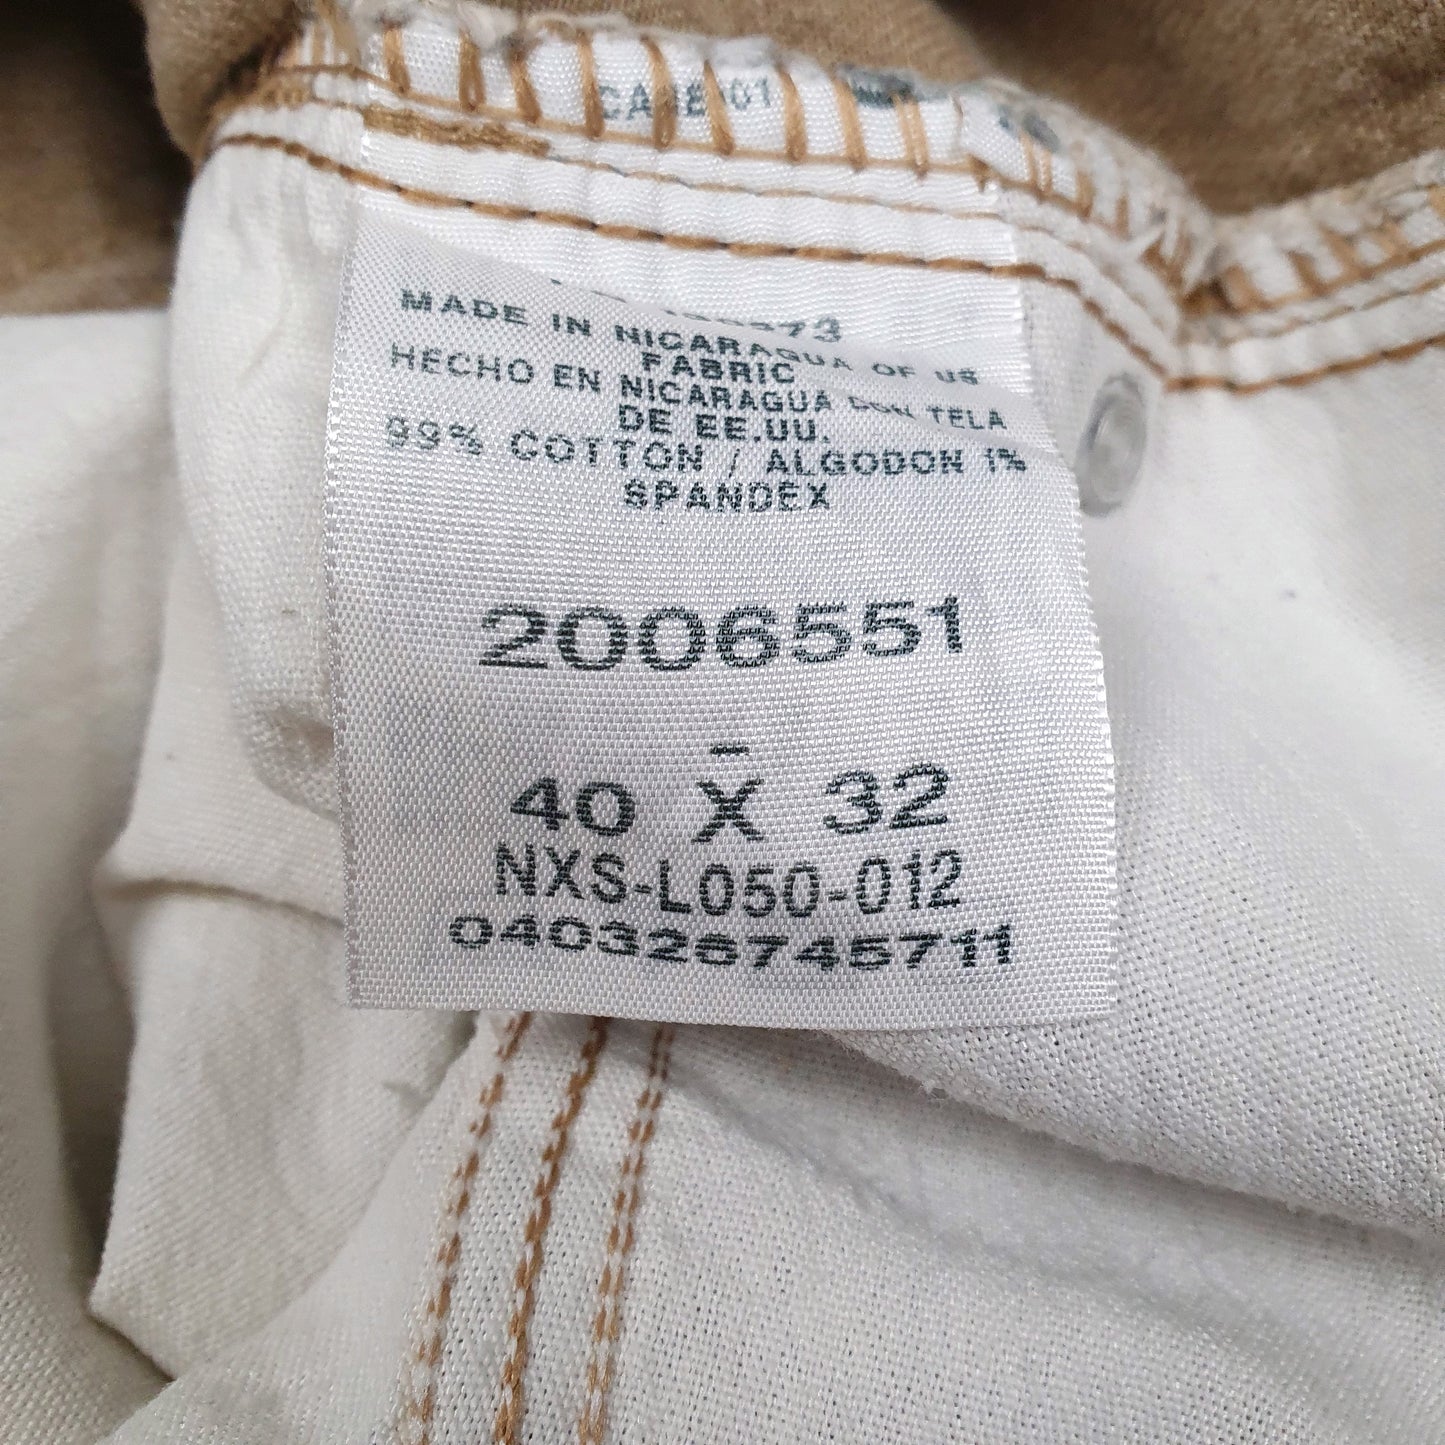 MADE IN NICARAGUA OF US
FABRIC
HECHO EN NICARAGUA CON TELA
DE EE.UU.
99% COTTON / ALGODON 1%
SPANDEX
2006551
-
40 X 32
NXS-L050-012
040326745711